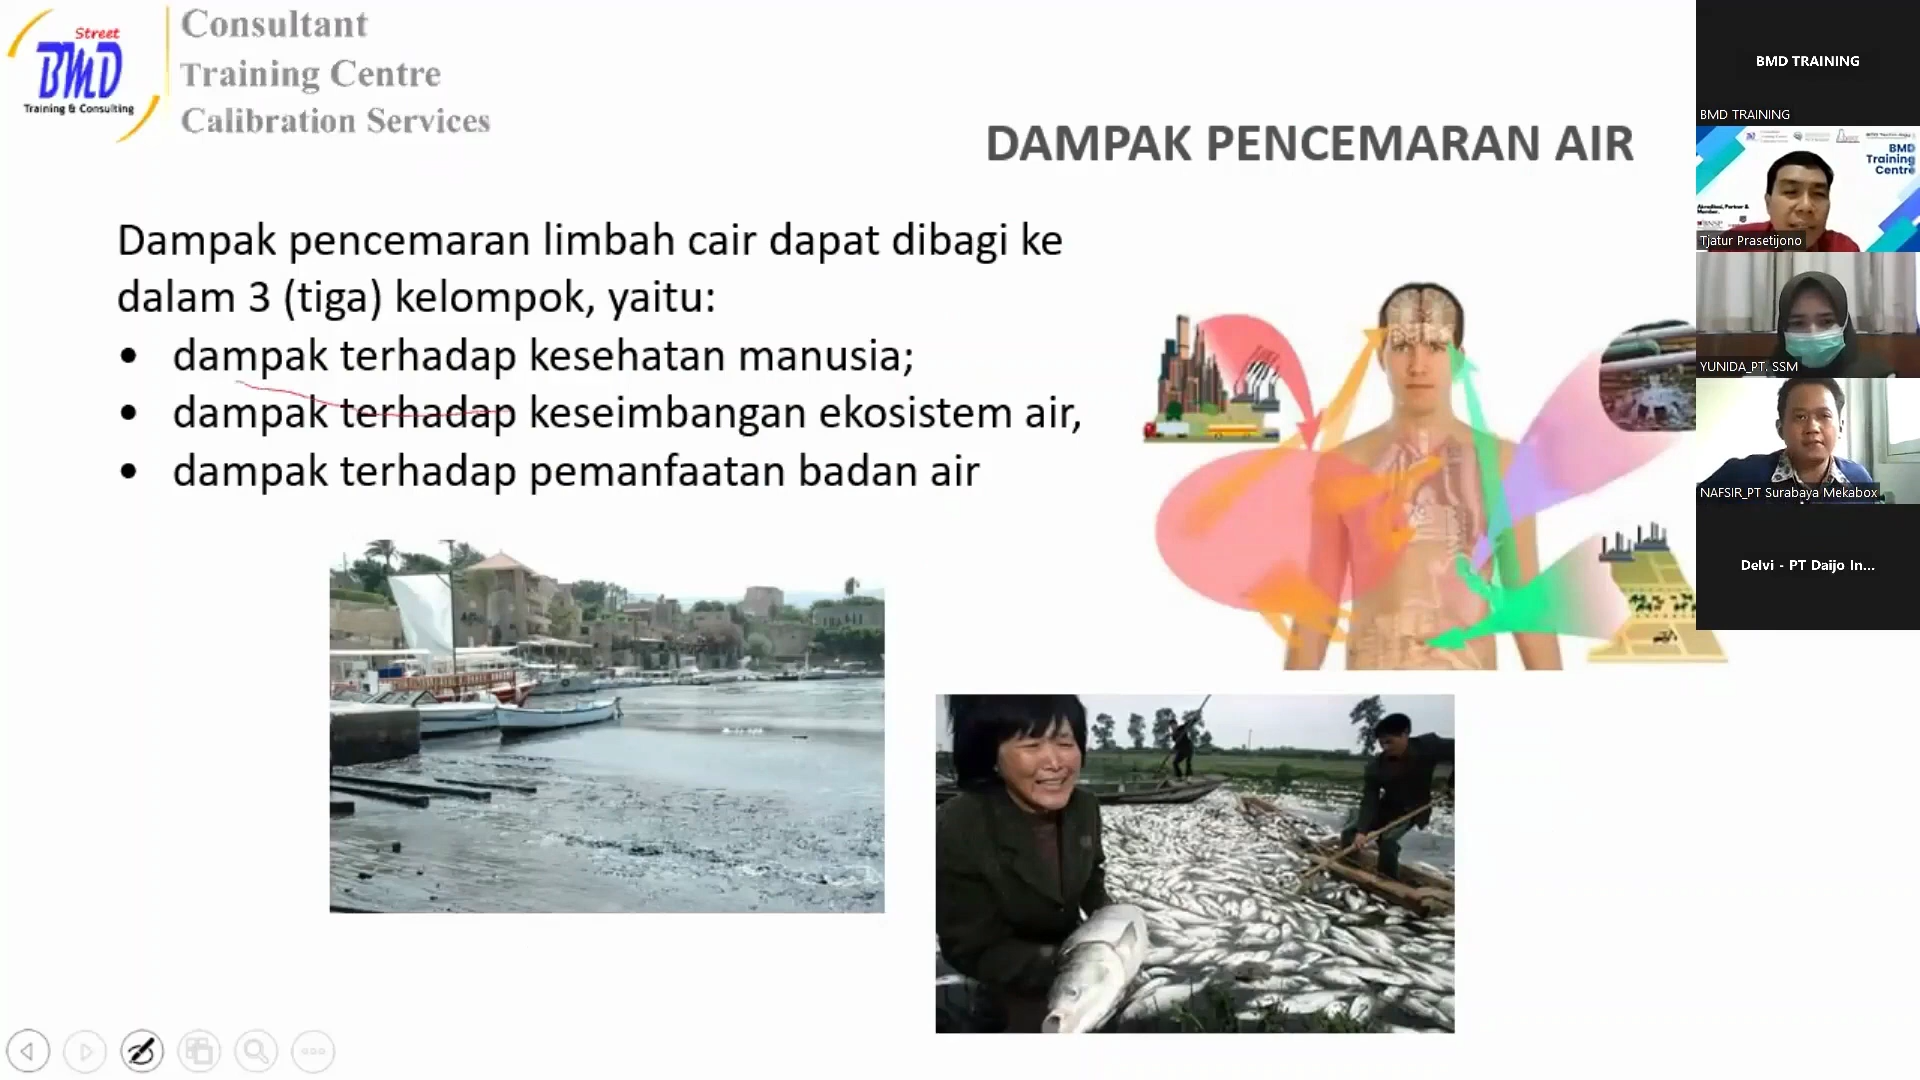 Street
BMD
Training & Consulting
Consultant
Training Centre
Calibration Services
DAMPAK PENCEMARAN AIR
Dampak pencemaran limbah cair dapat dibagi ke
dalam 3 (tiga) kelompok, yaitu:
• dampak terhadap kesehatan manusia;
• dampak terhadap keseimbangan ekosistem air,
• dampak terhadap pemanfaatan badan air
BMD TRAINING
BMD TRAINING
BMD
Training
Centre
Tjatur Prasetijono
YUNIDA_PT. SSM
NAFSIR_PT Surabaya Mekabox
Delvi - PT Daijo In...